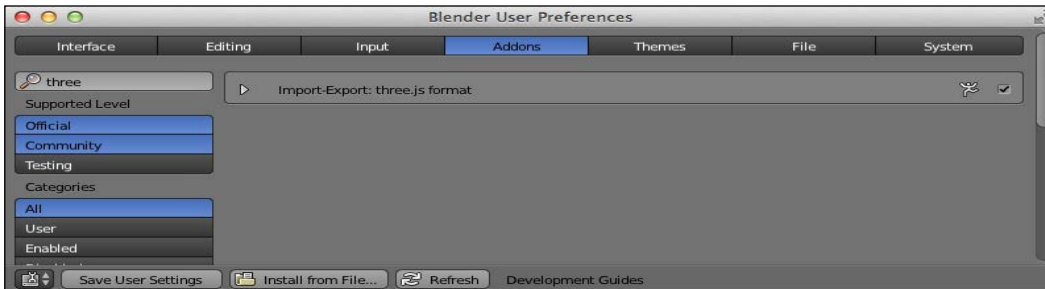 Blender User Preferences
Interface Editing Input Addons Themes File System
three
Import-Export: three.js format
Supported Level
Official
Community
Testing
Categories
All
User
Enabled
Save User Settings Install from File... Refresh Development Guides